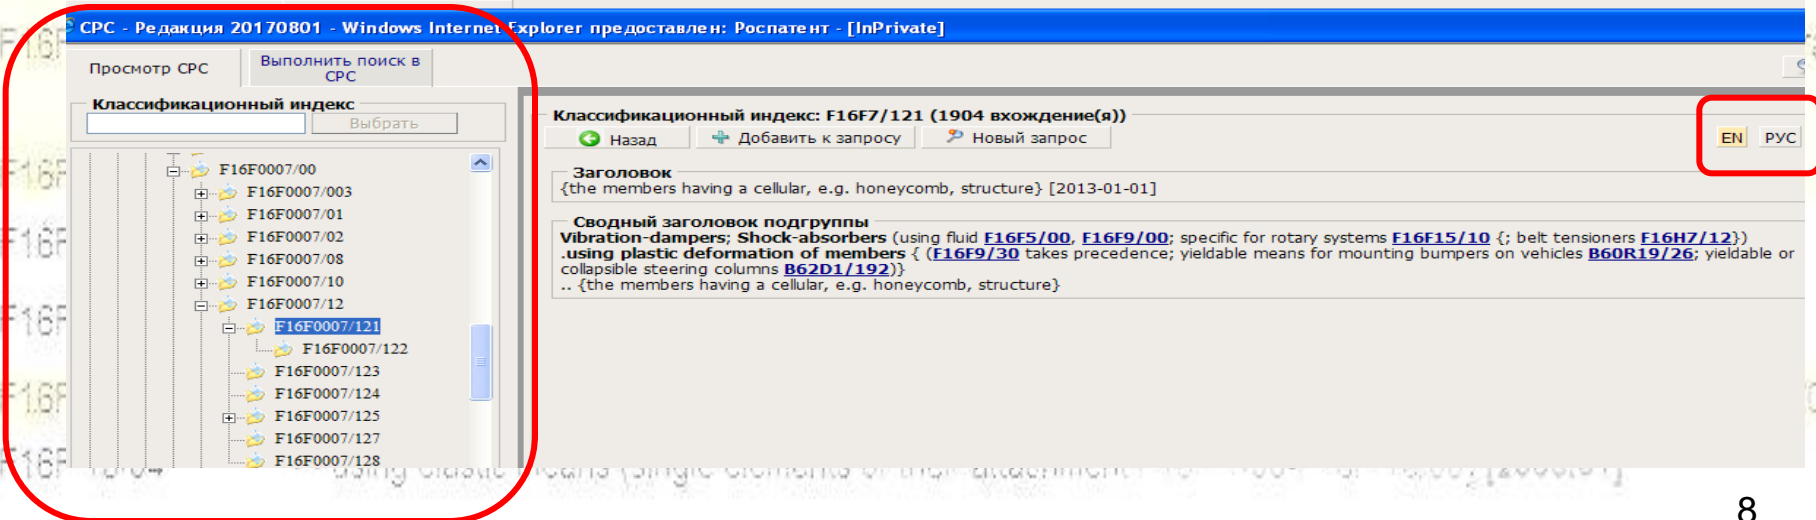 СРС - Редакция 20170801 - Windows Internet Explorer предоставлен: Роспатент - [InPrivate]
Просмотр СРС
Выполнить поиск в
СРС
Классификационный индекс
Выбрать
F16F0007/00
F16F0007/003
F16F0007/01
F16F0007/02
F16F0007/08
F16F0007/10
F16F0007/12
F16F0007/121
F16F0007/122
F16F0007/123
F16F0007/124
F16F0007/125
F16F0007/127
F16F0007/128
Классификационный индекс: F16F7/121 (1904 вхождение(я))
Назад
Добавить к запросу
Новый запрос
EN
РУС
Заголовок
{the members having a cellular, e.g. honeycomb, structure} [2013-01-01]
Сводный заголовок подгруппы
Vibration-dampers; Shock-absorbers (using fluid F16F5/00, F16F9/00; specific for rotary systems F16F15/10 {; belt tensioners F16H7/12})
.using plastic deformation of members { (F16F9/30 takes precedence; yieldable means for mounting bumpers on vehicles B60R19/26; yieldable or
collapsible steering columns B62D1/192)}
.. {the members having a cellular, e.g. honeycomb, structure}
8